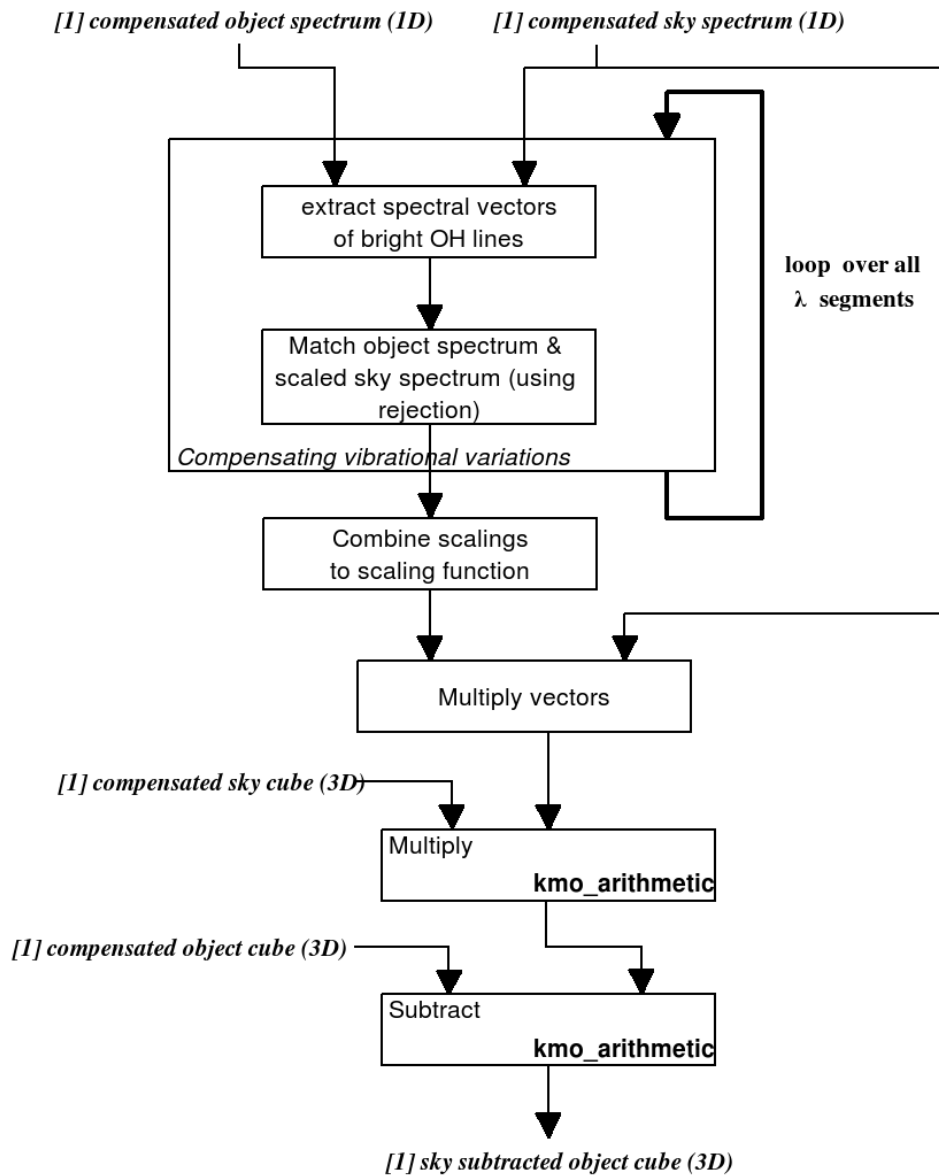 [1] compensated object spectrum (1D)
[1] compensated sky spectrum (1D)
extract spectral vectors
of bright OH lines
loop over all
λ segments
Match object spectrum &
scaled sky spectrum (using
rejection)
Compensating vibrational variations
Combine scalings
to scaling function
Multiply vectors
[1] compensated sky cube (3D)
Multiply
kmo_arithmetic
[1] compensated object cube (3D)
Subtract
kmo_arithmetic
[1] sky subtracted object cube (3D)